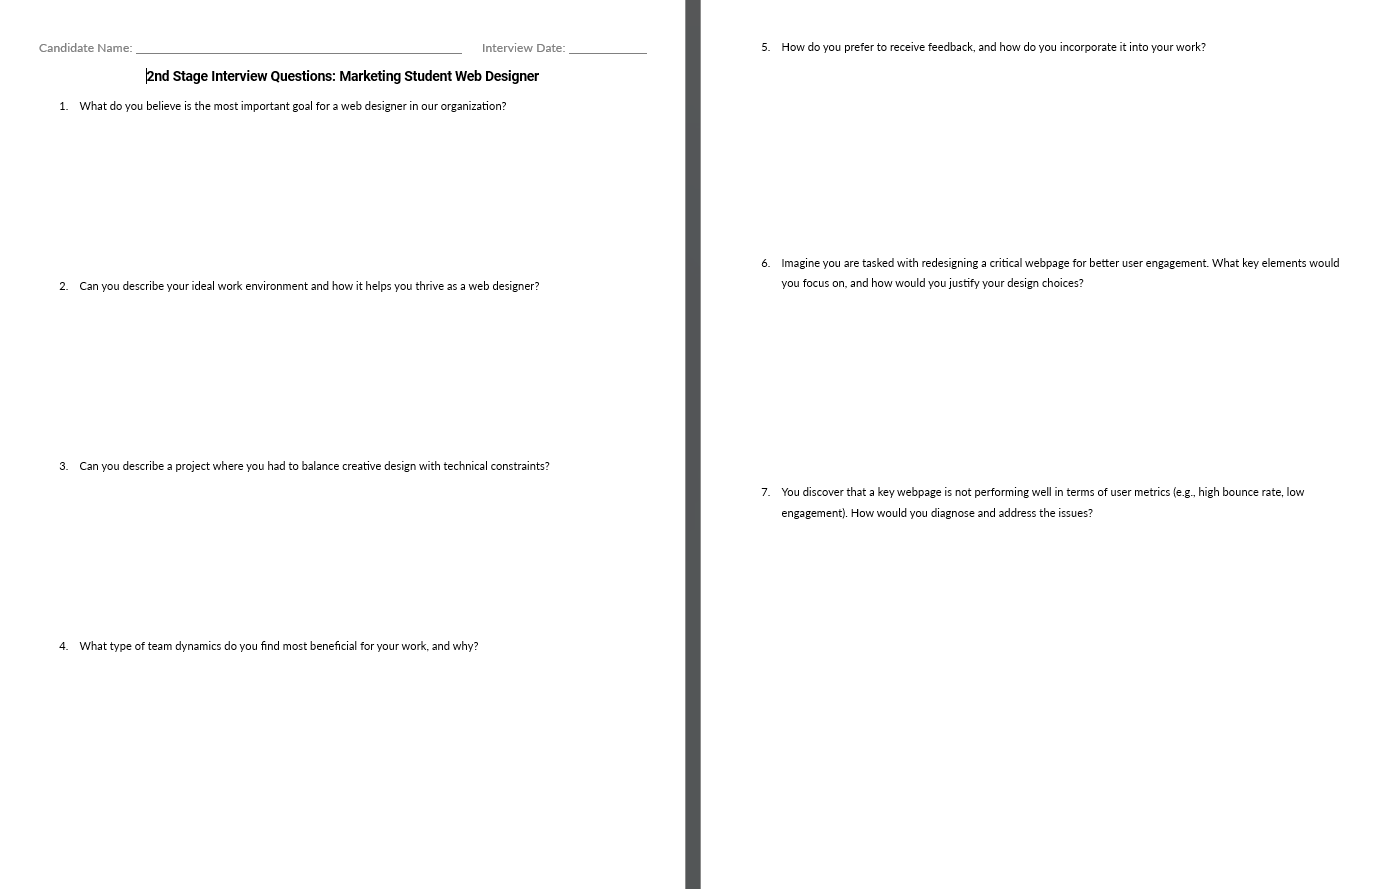 Candidate Name: ______________________________ Interview Date: __________
2nd Stage Interview Questions: Marketing Student Web Designer
1. What do you believe is the most important goal for a web designer in our organization?
2. Can you describe your ideal work environment and how it helps you thrive as a web designer?
3. Can you describe a project where you had to balance creative design with technical constraints?
4. What type of team dynamics do you find most beneficial for your work, and why?
5. How do you prefer to receive feedback, and how do you incorporate it into your work?
6. Imagine you are tasked with redesigning a critical webpage for better user engagement. What key elements would
you focus on, and how would you justify your design choices?
7. You discover that a key webpage is not performing well in terms of user metrics (e.g., high bounce rate, low
engagement). How would you diagnose and address the issues?